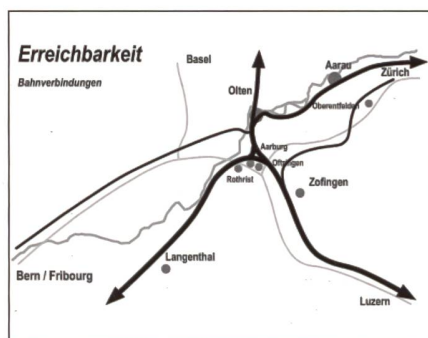 Erreichbarkeit
Bahnverbindungen
Basel
Aarau
Zürich
Olten
Oberentfelden
Aarburg
Oftringen
Rothrist
Zofingen
Langenthal
Bern / Fribourg
Luzern